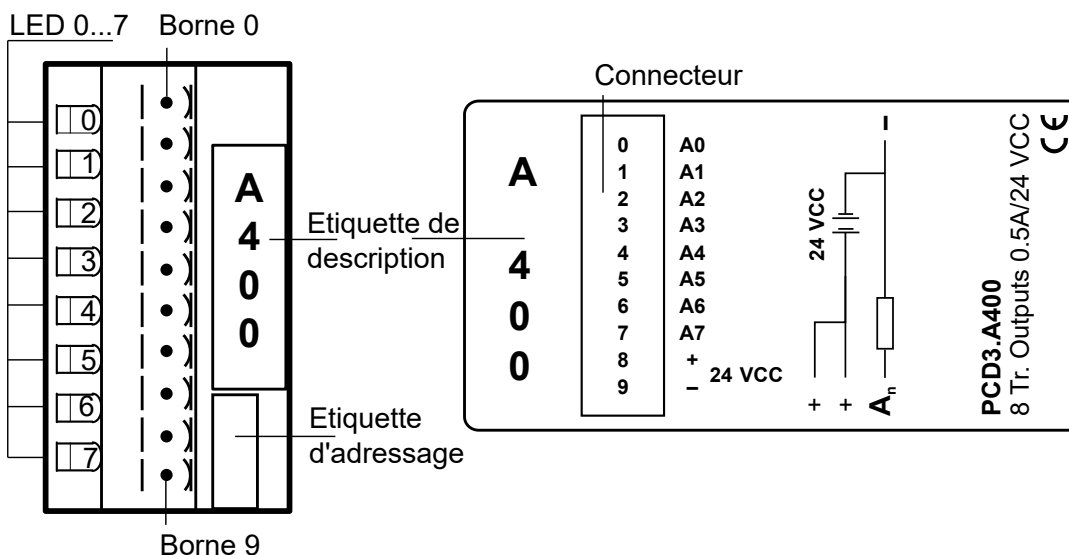 LED 0...7
Borne 0
0
1
2
3
4
5
6
7
A
4
0
0
Borne 9
Etiquette de
description
Etiquette
d'adressage
Connecteur
A
4
0
0
0 A0
1 A1
2 A2
3 A3
4 A4
5 A5
6 A6
7 A7
8 +
9 –
24 VCC
24 VCC
–
+ + An
PCD3.A400
8 Tr. Outputs 0.5A/24 VCC
CE